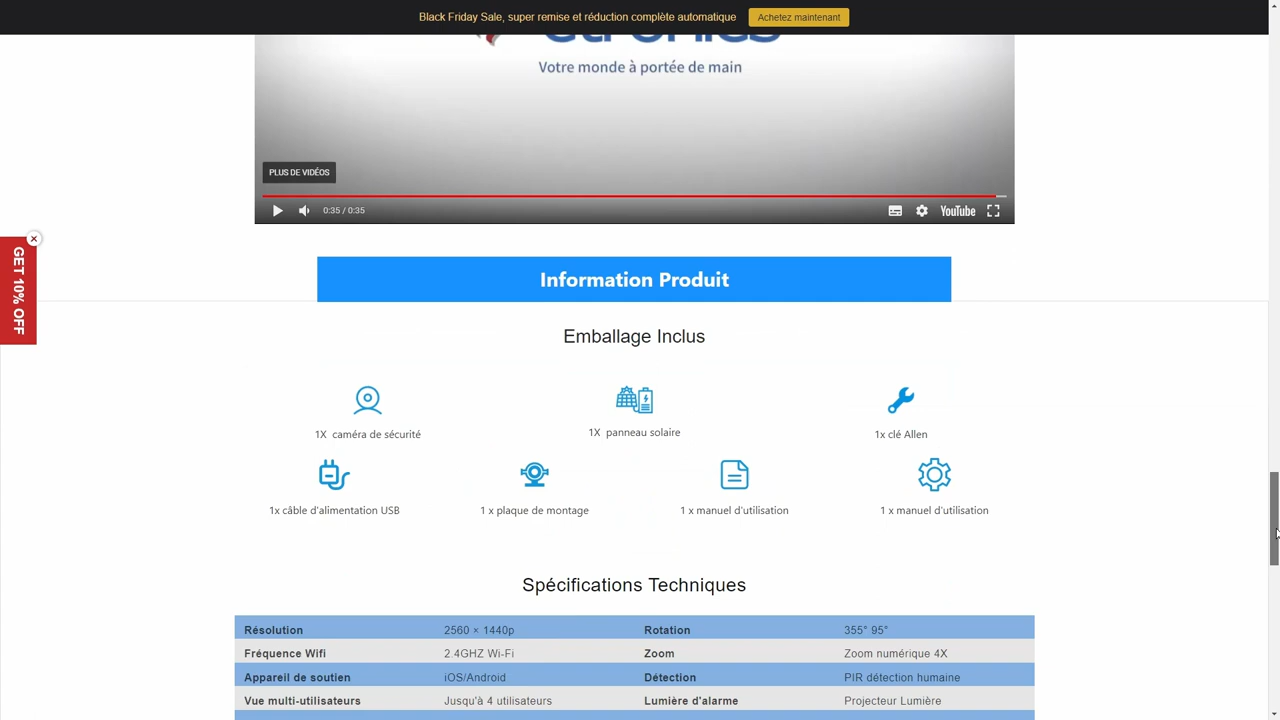 Black Friday Sale, super remise et réduction complète automatique
Achetez maintenant
Votre monde à portée de main
PLUS DE VIDÉOS
0:35 / 0:35
YouTube
GET 10% OFF
Information Produit
Emballage Inclus
1X caméra de sécurité
1X panneau solaire
1x clé Allen
1x câble d'alimentation USB
1 x plaque de montage
1 x manuel d'utilisation
1 x manuel d'utilisation
Spécifications Techniques
Résolution 2560 × 1440p Rotation 355° 95°
Fréquence Wifi 2.4GHZ Wi-Fi Zoom Zoom numérique 4X
Appareil de soutien iOS/Android Détection PIR détection humaine
Vue multi-utilisateurs Jusqu'à 4 utilisateurs Lumière d'alarme Projecteur Lumière